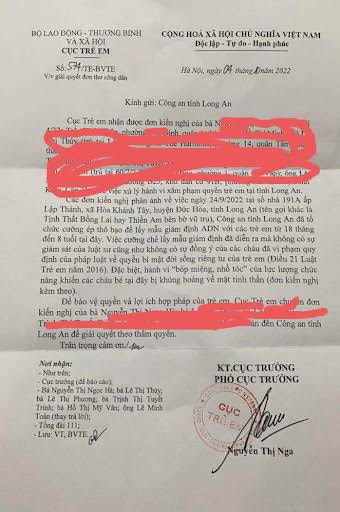 BỘ LAO ĐỘNG - THƯƠNG BINH
VÀ XÃ HỘI
CỤC TRẺ EM
CỘNG HOÀ XÃ HỘI CHỦ NGHĨA VIỆT NAM
Độc lập - Tự do - Hạnh phúc
Số: 574/TE-BVTE
V/v giải quyết đơn thư công dân
Hà Nội, ngày 04 tháng 10 năm 2022
Kính gửi: Công an tỉnh Long An
Cục Trẻ em nhận được đơn kiến nghị của bà
14, quận Tân
về việc xử lý hành vi xâm phạm trẻ em tại tỉnh Long An.
Các đơn kiến nghị phản ánh về việc ngày 24/9/2022 tại số nhà 191A ấp
Lập Thành, xã Hòa Khánh Tây, huyện Đức Hòa, tỉnh Long An (tên gọi khác là
Tịnh Thất Bồng Lai hay Thiền Am bên bờ vũ trụ), Công an tỉnh Long An đã tổ
chức cưỡng ép thô bạo để lấy mẫu giám định ADN với các trẻ em từ 18 tháng
đến 8 tuổi tại đây. Việc cưỡng chế lấy mẫu giám định đã diễn ra mà không có sự
giám sát của luật sư cũng như không có sự đồng ý của các cháu đã vi phạm quy
định của pháp luật về quyền bí mật đời sống riêng tư của trẻ em (Điều 21 Luật
Trẻ em năm 2016). Đặc biệt, hành vi "bóp miệng, nhổ tóc" của lực lượng chức
năng khiến các cháu bé tại đây bị khủng hoảng về mặt tinh thần (đơn kiến nghị
kèm theo).
Để bảo vệ quyền và lợi ích hợp pháp của trẻ em, Cục Trẻ em chuyển đơn
kiến nghị của bà Nguyễn Thị
đến Công an tỉnh
Long An để giải quyết theo thẩm quyền.
Trân trọng cảm ơn./.
Nơi nhận:
- Như trên;
- Cục trưởng (để báo cáo);
- Bà Nguyễn Thị Ngọc Hà; bà Lê Thị Thủy;
bà Lê Thị Phương; bà Trịnh Thị Tuyết
Trinh; bà Hồ Thị Mỹ Vân; ông Lê Minh
Toàn (thay trả lời);
- Tổng đài 111;
- Lưu: VT, BVTE.
KT.CỤC TRƯỞNG
PHÓ CỤC TRƯỞNG
CỤC
TRẺ EM
Nguyễn Thị Nga